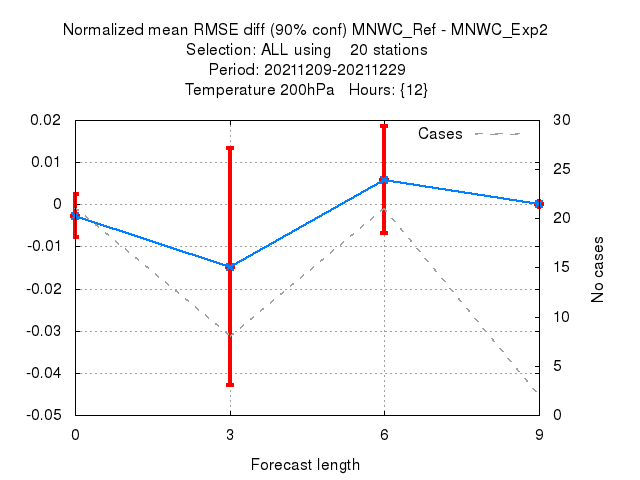 Normalized mean RMSE diff (90% conf) MNWC_Ref - MNWC_Exp2
Selection: ALL using    20 stations
Period: 20211209-20211229
Temperature 200hPa   Hours: {12}
Cases
0.02
0.01
0
-0.01
-0.02
-0.03
-0.04
-0.05
30
25
20
15
10
5
0
No cases
0 3 6 9
Forecast length